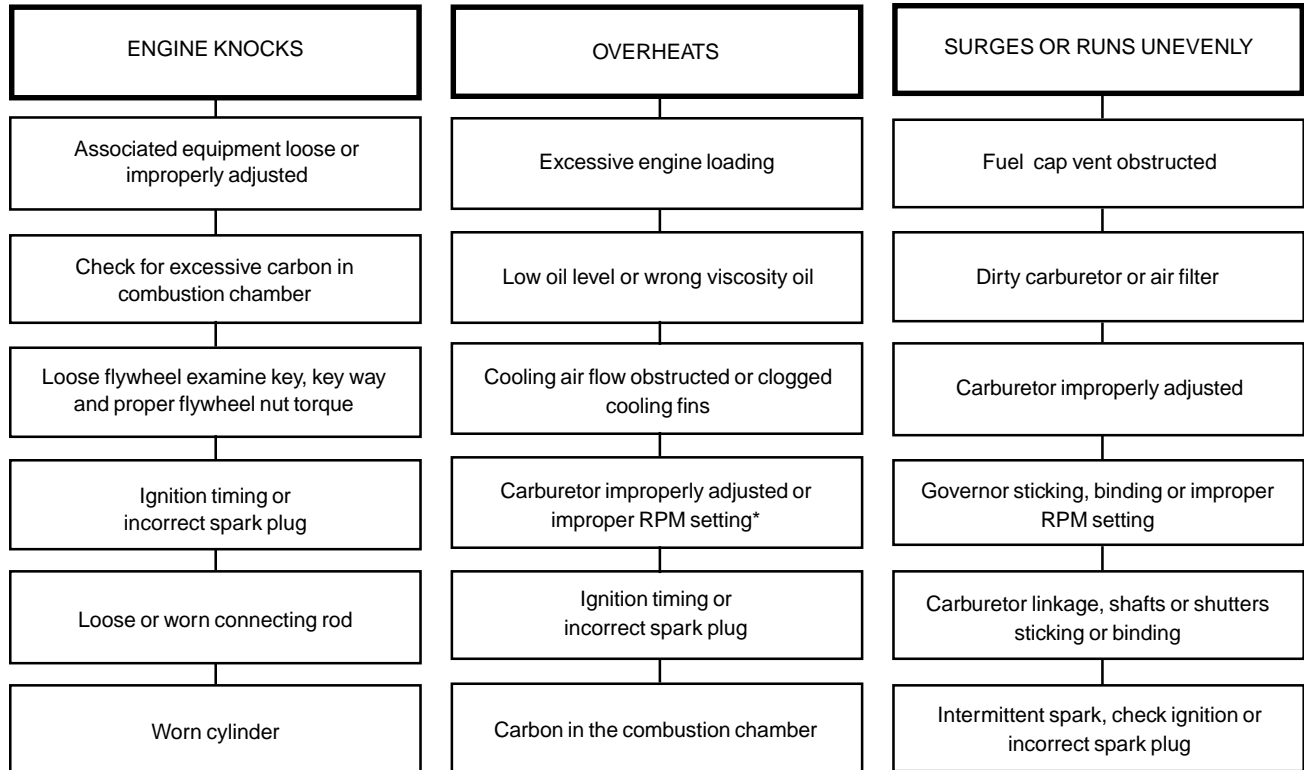 ENGINE KNOCKS
Associated equipment loose or
improperly adjusted
Check for excessive carbon in
combustion chamber
Loose flywheel examine key, key way
and proper flywheel nut torque
Ignition timing or
incorrect spark plug
Loose or worn connecting rod
Worn cylinder
OVERHEATS
Excessive engine loading
Low oil level or wrong viscosity oil
Cooling air flow obstructed or clogged
cooling fins
Carburetor improperly adjusted or
improper RPM setting*
Ignition timing or
incorrect spark plug
Carbon in the combustion chamber
SURGES OR RUNS UNEVENLY
Fuel cap vent obstructed
Dirty carburetor or air filter
Carburetor improperly adjusted
Governor sticking, binding or improper
RPM setting
Carburetor linkage, shafts or shutters
sticking or binding
Intermittent spark, check ignition or
incorrect spark plug